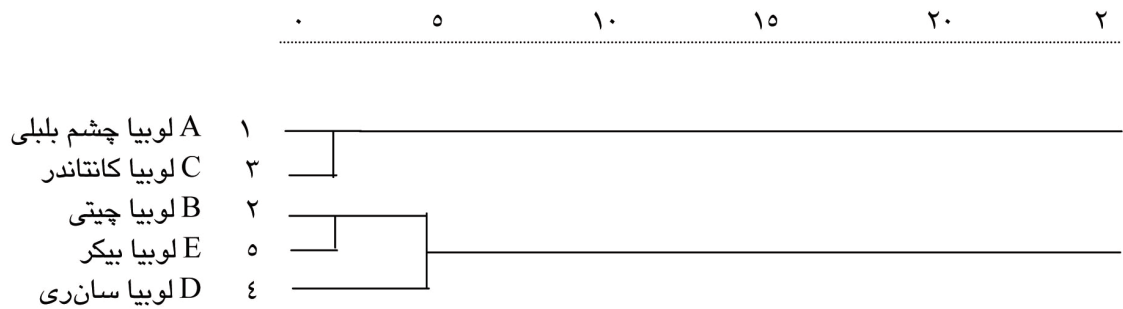 ۰ ۵ ۱۰ ۱۵ ۲۰ ۲
A لوبیا چشم بلبلی ۱
C لوبیا کانتاندر ۳
B لوبیا چیتی ۲
E لوبیا بیکر ۵
D لوبیا سان‌ری ۴